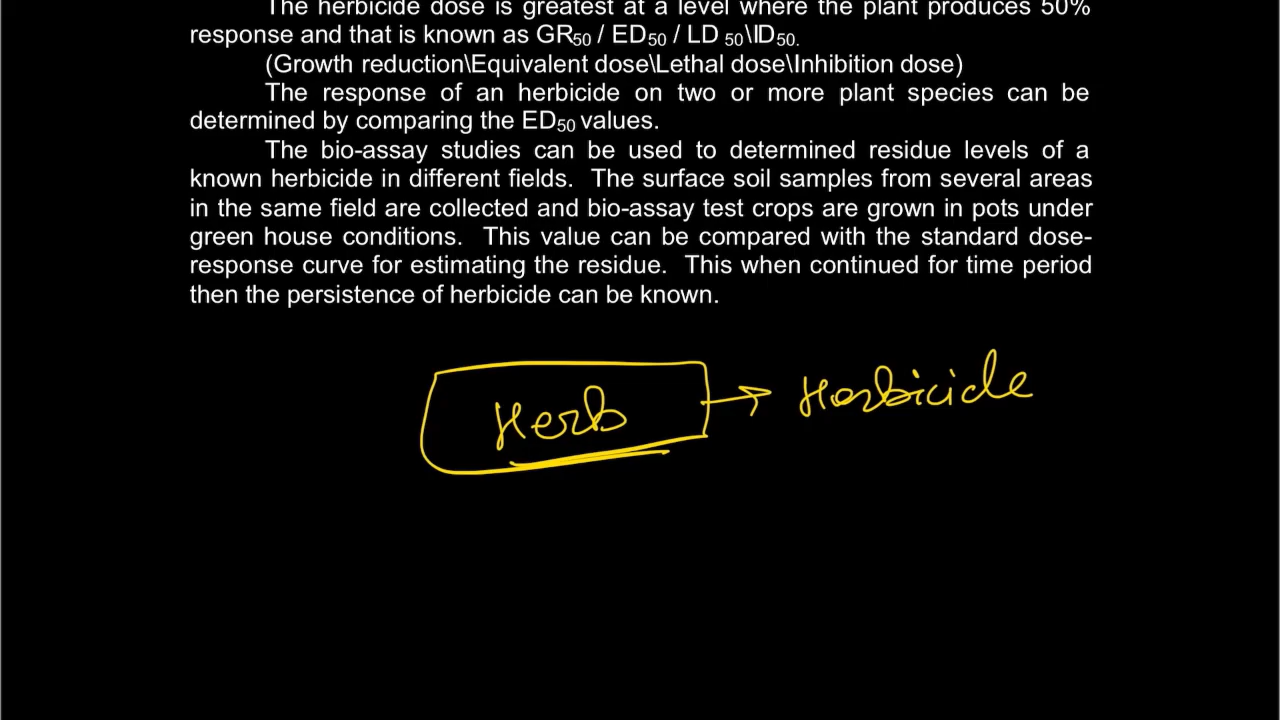 The herbicide dose is greatest at a level where the plant produces 50%
response and that is known as GR50 / ED50 / LD 50\ID50.
(Growth reduction\Equivalent dose\Lethal dose\Inhibition dose)
The response of an herbicide on two or more plant species can be
determined by comparing the ED50 values.
The bio-assay studies can be used to determined residue levels of a
known herbicide in different fields. The surface soil samples from several areas
in the same field are collected and bio-assay test crops are grown in pots under
green house conditions. This value can be compared with the standard dose-
response curve for estimating the residue. This when continued for time period
then the persistence of herbicide can be known.
Herb → Herbicide